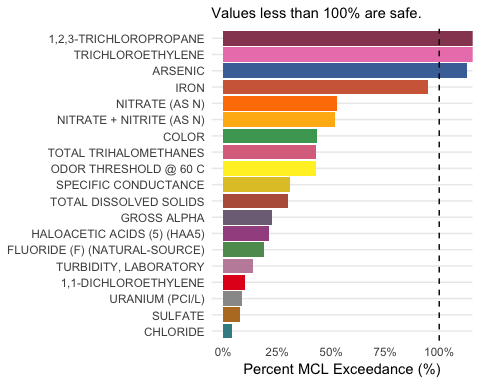 Values less than 100% are safe.
1,2,3-TRICHLOROPROPANE
TRICHLOROETHYLENE
ARSENIC
IRON
NITRATE (AS N)
NITRATE + NITRITE (AS N)
COLOR
TOTAL TRIHALOMETHANES
ODOR THRESHOLD @ 60 C
SPECIFIC CONDUCTANCE
TOTAL DISSOLVED SOLIDS
GROSS ALPHA
HALOACETIC ACIDS (5) (HAA5)
FLUORIDE (F) (NATURAL-SOURCE)
TURBIDITY, LABORATORY
1,1-DICHLOROETHYLENE
URANIUM (PCI/L)
SULFATE
CHLORIDE
0% 25% 50% 75% 100%
Percent MCL Exceedance (%)